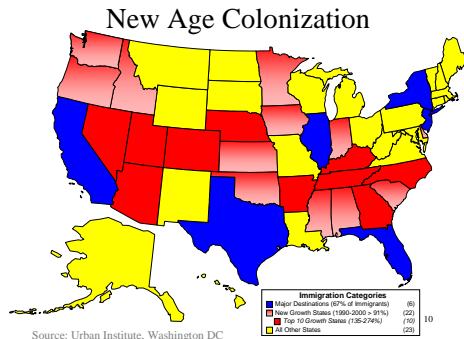 New Age Colonization
Immigration Categories
Major Destinations (67% of Immigrants) (6)
New Growth States (1990-2000 > 91%) (22)
Top 10 Growth States (135-274%) (10)
All Other States (23)
10
Source: Urban Institute, Washington DC